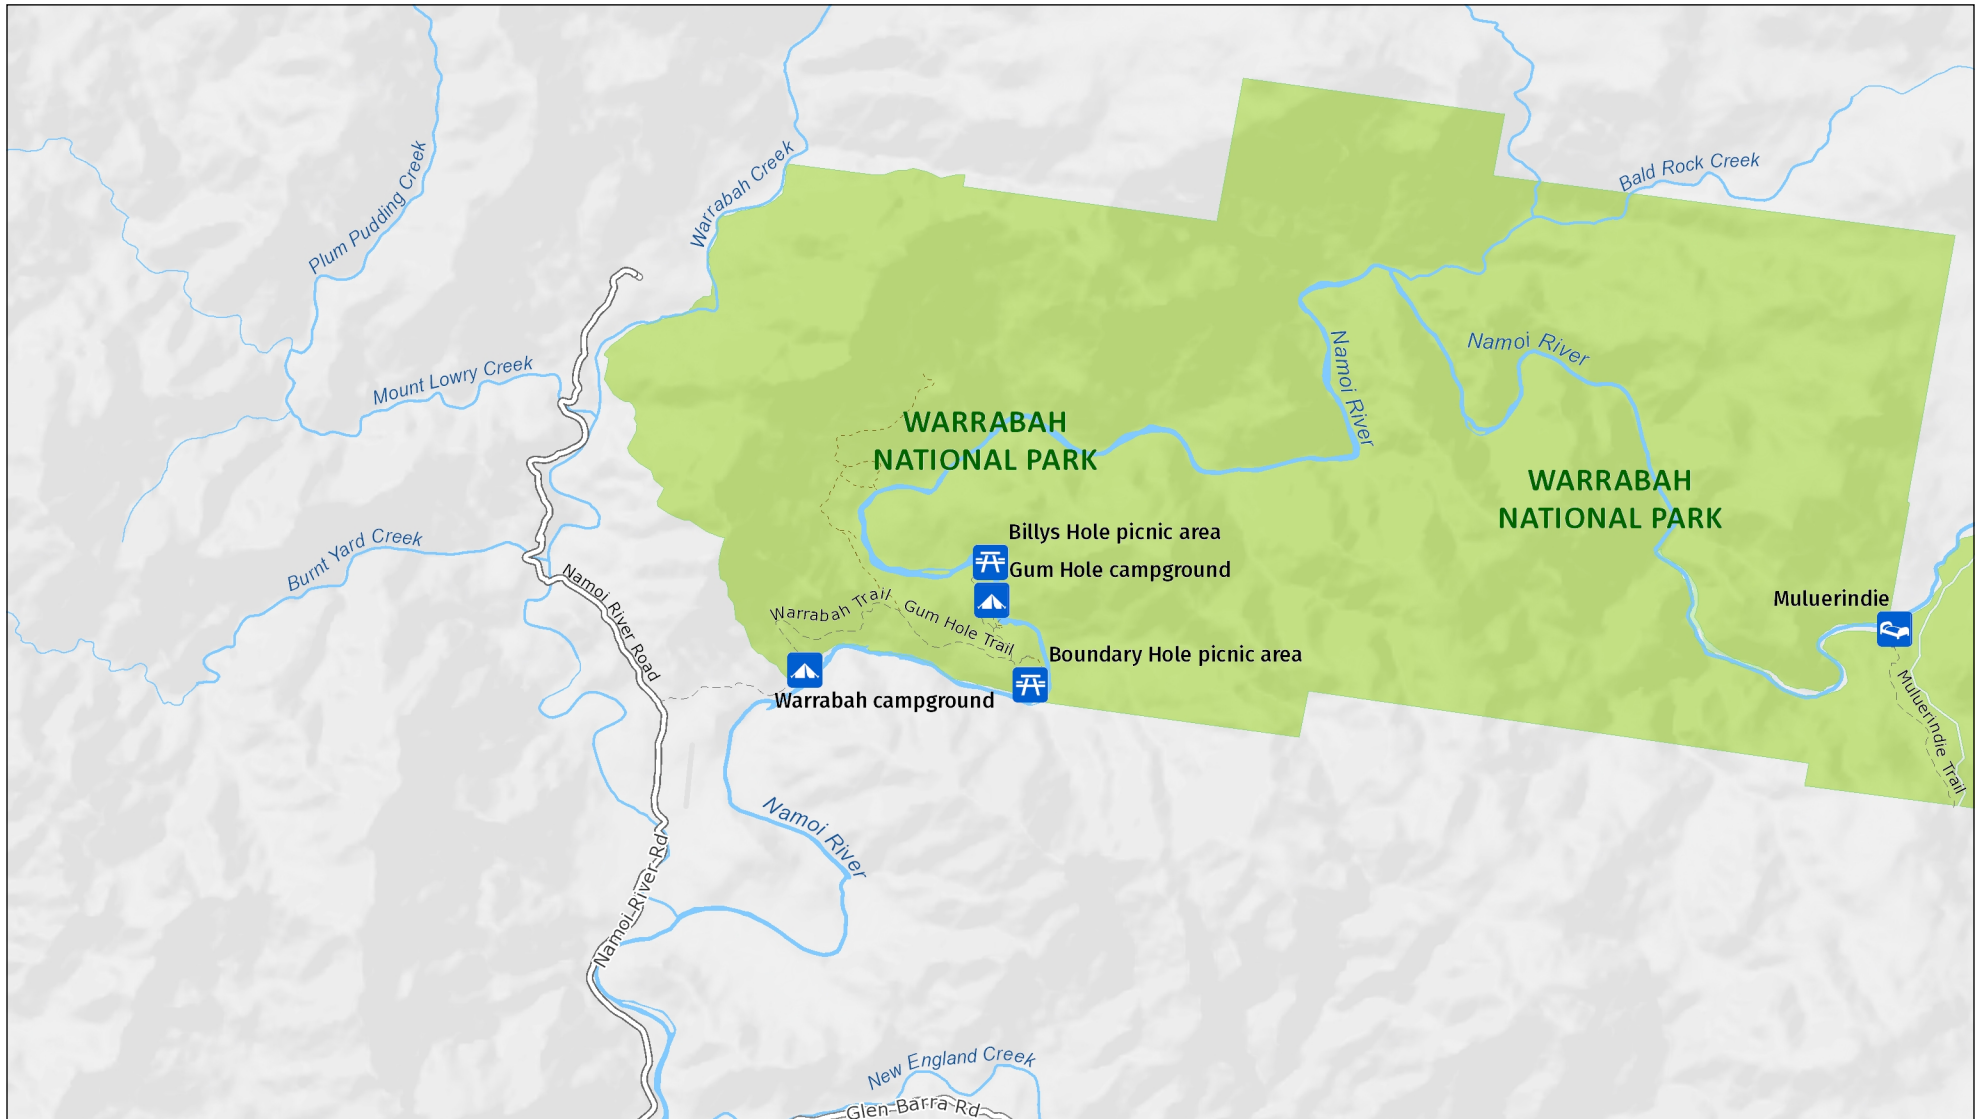 Bald Rock Creek
Warrabah Creek
Plum Pudding Creek
Namoi River
Namoi River
Mount Lowry Creek
WARRABAH
NATIONAL PARK
WARRABAH
NATIONAL PARK
Billys Hole picnic area
Burnt Yard Creek
Gum Hole campground
Namoi River Road
Warrabah Trail
Gum Hole Trail
Muluerindie
Boundary Hole picnic area
Warrabah campground
Muluerindie Trail
Namoi River
Namoi-River-Rd
New England Creek
Glen-Barra Rd